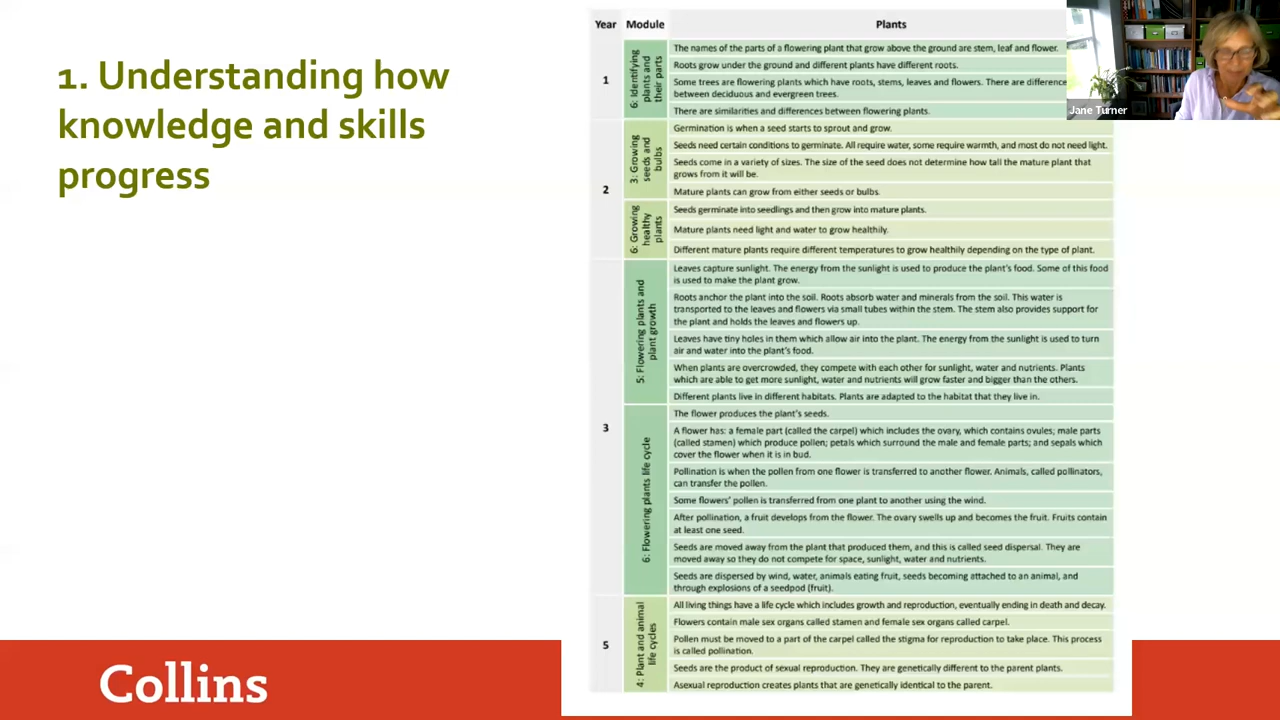 1. Understanding how
knowledge and skills
progress
Year
Module
Plants
1
6: Identifying
plants and
their parts
The names of the parts of a flowering plant that grow above the ground are stem, leaf and flower.
Roots grow under the ground and different plants have different roots.
Some trees are flowering plants which have roots, stems, leaves and flowers. There are difference
between deciduous and evergreen trees.
There are similarities and differences between flowering plants.
2
3: Growing
seeds and
bulbs
Germination is when a seed starts to sprout and grow.
Seeds need certain conditions to germinate. All require water, some require warmth, and most do not need light.
Seeds come in a variety of sizes. The size of the seed does not determine how tall the mature plant that
grows from it will be.
Mature plants can grow from either seeds or bulbs.
6: Growing
healthy
plants
Seeds germinate into seedlings and then grow into mature plants.
Mature plants need light and water to grow healthily.
Different mature plants require different temperatures to grow healthily depending on the type of plant.
3
5: Flowering plants and
plant growth
Leaves capture sunlight. The energy from the sunlight is used to produce the plant's food. Some of this food
is used to make the plant grow.
Roots anchor the plant into the soil. Roots absorb water and minerals from the soil. This water is
transported to the leaves and flowers via small tubes within the stem. The stem also provides support for
the plant and holds the leaves and flowers up.
Leaves have tiny holes in them which allow air into the plant. The energy from the sunlight is used to turn
air and water into the plant's food.
When plants are overcrowded, they compete with each other for sunlight, water and nutrients. Plants
which are able to get more sunlight, water and nutrients will grow faster and bigger than the others.
Different plants live in different habitats. Plants are adapted to the habitat that they live in.
6: Flowering plants life cycle
The flower produces the plant's seeds.
A flower has: a female part (called the carpel) which includes the ovary, which contains ovules; male parts
(called stamen) which produce pollen; petals which surround the male and female parts; and sepals which
cover the flower when it is in bud.
Pollination is when the pollen from one flower is transferred to another flower. Animals, called pollinators,
can transfer the pollen.
Some flowers' pollen is transferred from one plant to another using the wind.
After pollination, a fruit develops from the flower. The ovary swells up and becomes the fruit. Fruits contain
at least one seed.
Seeds are moved away from the plant that produced them, and this is called seed dispersal. They are
moved away so they do not compete for space, sunlight, water and nutrients.
Seeds are dispersed by wind, water, animals eating fruit, seeds becoming attached to an animal, and
through explosions of a seedpod (fruit).
5
4: Plant and animal
life cycles
All living things have a life cycle which includes growth and reproduction, eventually ending in death and decay.
Flowers contain male sex organs called stamen and female sex organs called carpel.
Pollen must be moved to a part of the carpel called the stigma for reproduction to take place. This process
is called pollination.
Seeds are the product of sexual reproduction. They are genetically different to the parent plants.
Asexual reproduction creates plants that are genetically identical to the parent.
Jane Turner
Collins